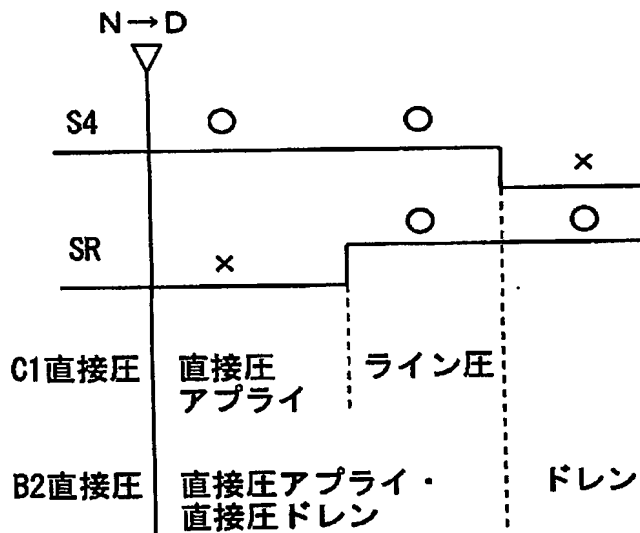 N→D
S4 ○ ○ ×
SR × ○ ○
C1直接圧 直接圧 ライン圧
アプライ
B2直接圧 直接圧アプライ・ ドレン
直接圧ドレン